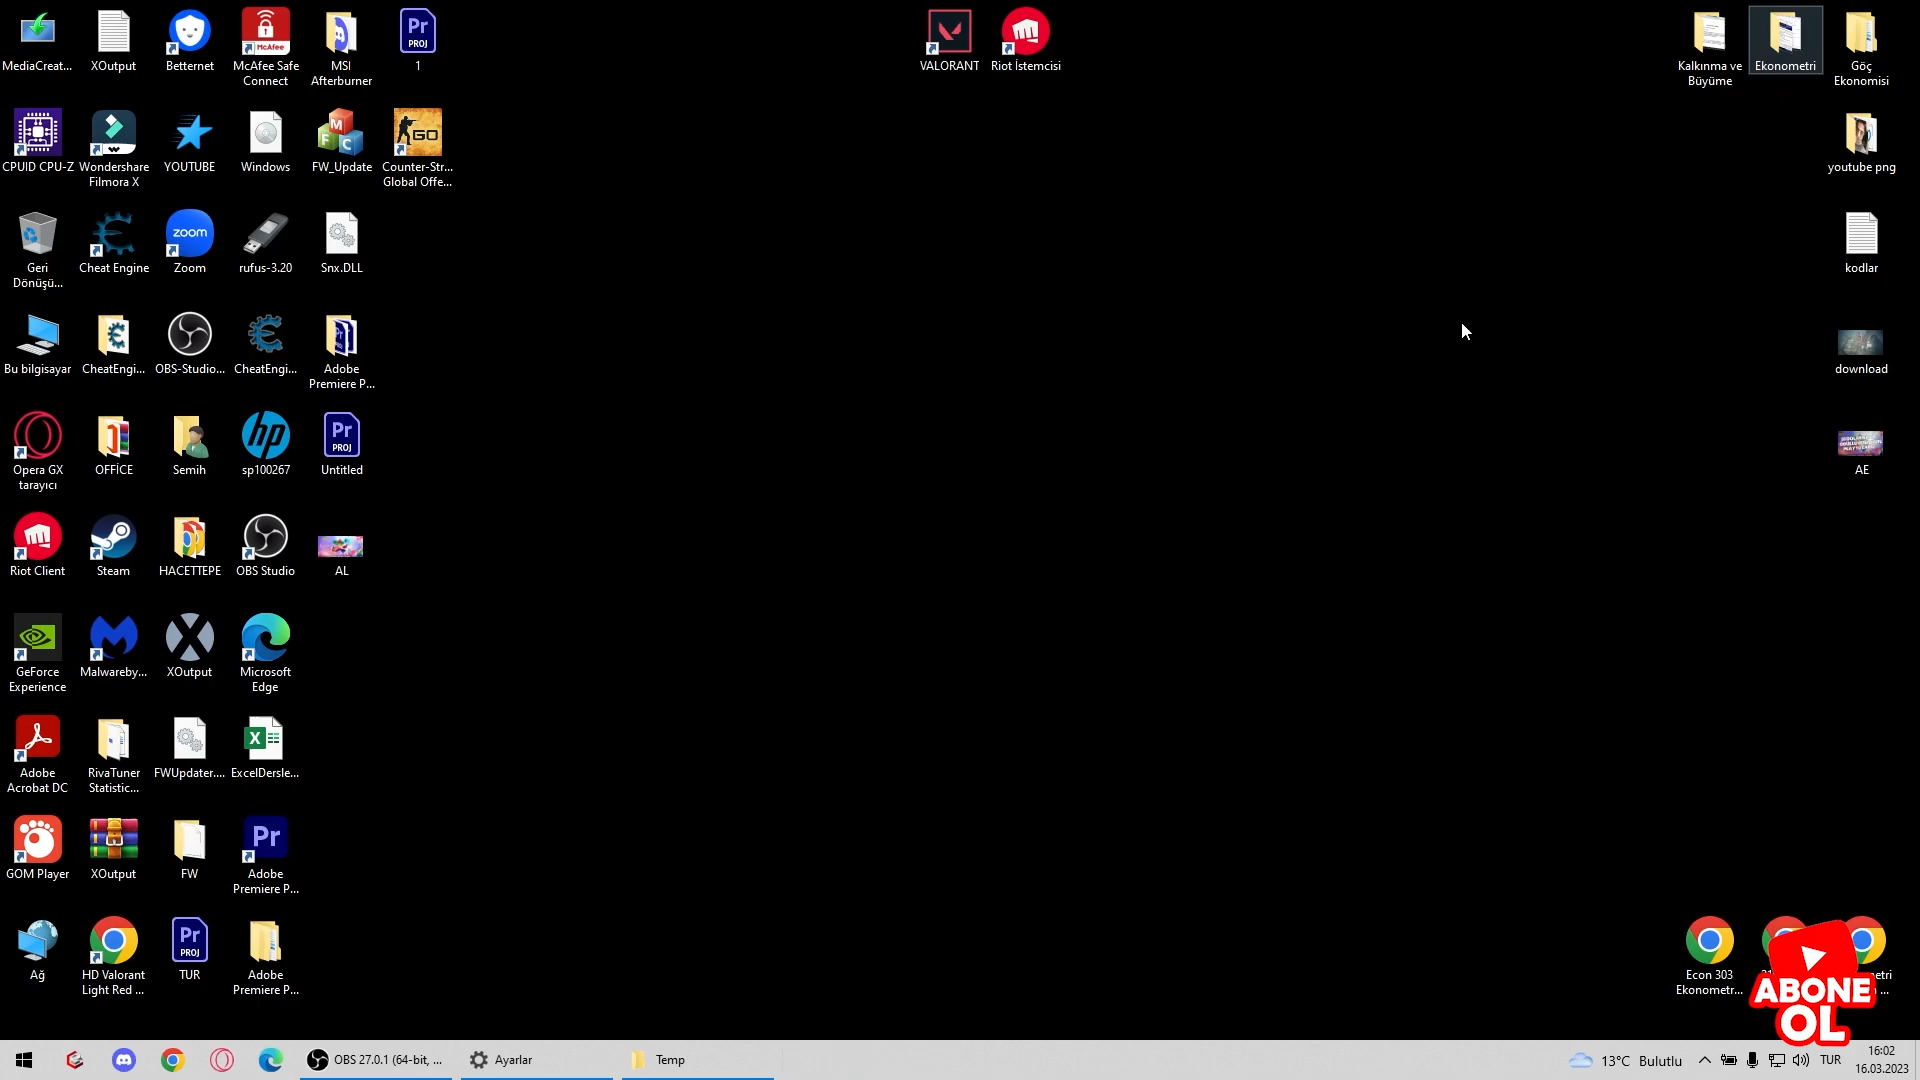 MediaCreat...
XOutput
Betternet
McAfee
McAfee Safe
Connect
MSI
Afterburner
Pr
PROJ
1
VALORANT
Riot İstemcisi
Kalkınma ve
Büyüme
Ekonometri
Göç
Ekonomisi
CPUID CPU-Z
Wondershare
Filmora X
YOUTUBE
Windows
M
F
C
FW_Update
GO
Counter-Str...
Global Offe...
youtube png
Geri
Dönüşü...
Cheat Engine
zoom
Zoom
rufus-3.20
Snx.DLL
kodlar
Bu bilgisayar
CheatEngi...
OBS-Studio...
CheatEngi...
Adobe
Premiere P...
download
Opera GX
tarayıcı
OFFİCE
Semih
hp
sp100267
Pr
PROJ
Untitled
AE
Riot Client
Steam
HACETTEPE
OBS Studio
AL
GeForce
Experience
Malwareby...
XOutput
Microsoft
Edge
Adobe
Acrobat DC
RivaTuner
Statistic...
FWUpdater....
X
ExcelDersle...
GOM Player
XOutput
FW
Pr
Adobe
Premiere P...
Ağ
HD Valorant
Light Red ...
Pr
PROJ
TUR
Adobe
Premiere P...
Econ 303
Ekonometr...
ABONE
OL
OBS 27.0.1 (64-bit, ...
Ayarlar
Temp
13°C Bulutlu
TUR
16:02
16.03.2023